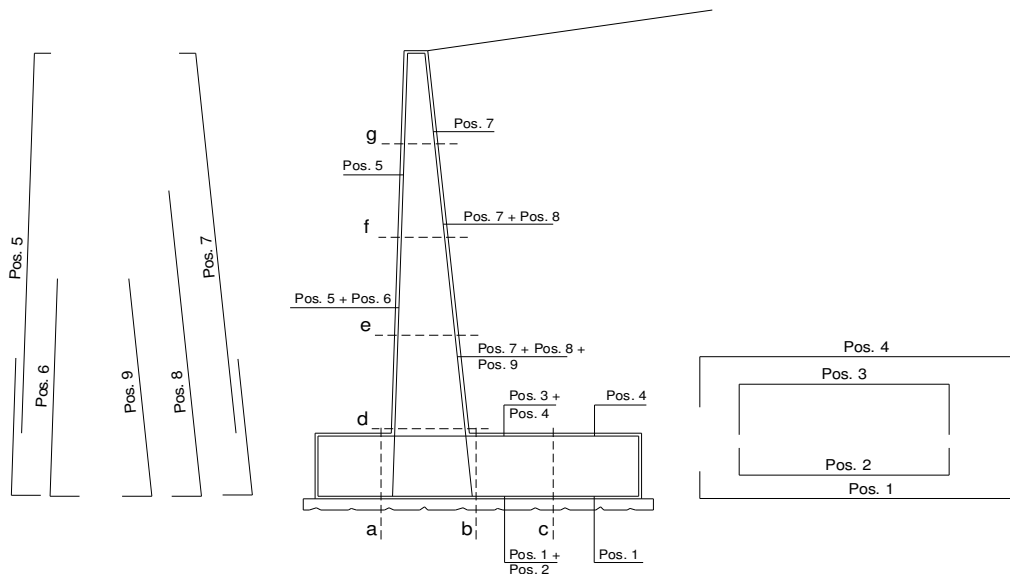 Pos. 5
Pos. 6
Pos. 9
Pos. 8
Pos. 7
g
Pos. 7
Pos. 5
f
Pos. 7 + Pos. 8
Pos. 5 + Pos. 6
e
Pos. 7 + Pos. 8 +
Pos. 9
d
Pos. 3 +
Pos. 4
Pos. 4
a
b
c
Pos. 1 +
Pos. 2
Pos. 1
Pos. 4
Pos. 3
Pos. 2
Pos. 1